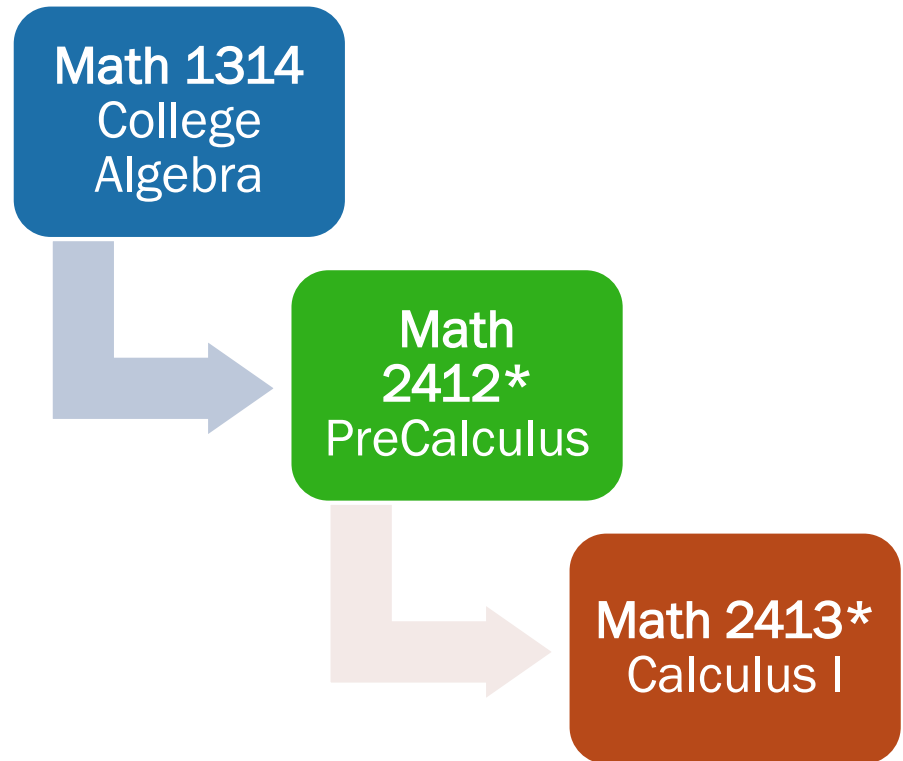 Math 1314
College
Algebra
Math
2412*
PreCalculus
Math 2413*
Calculus I